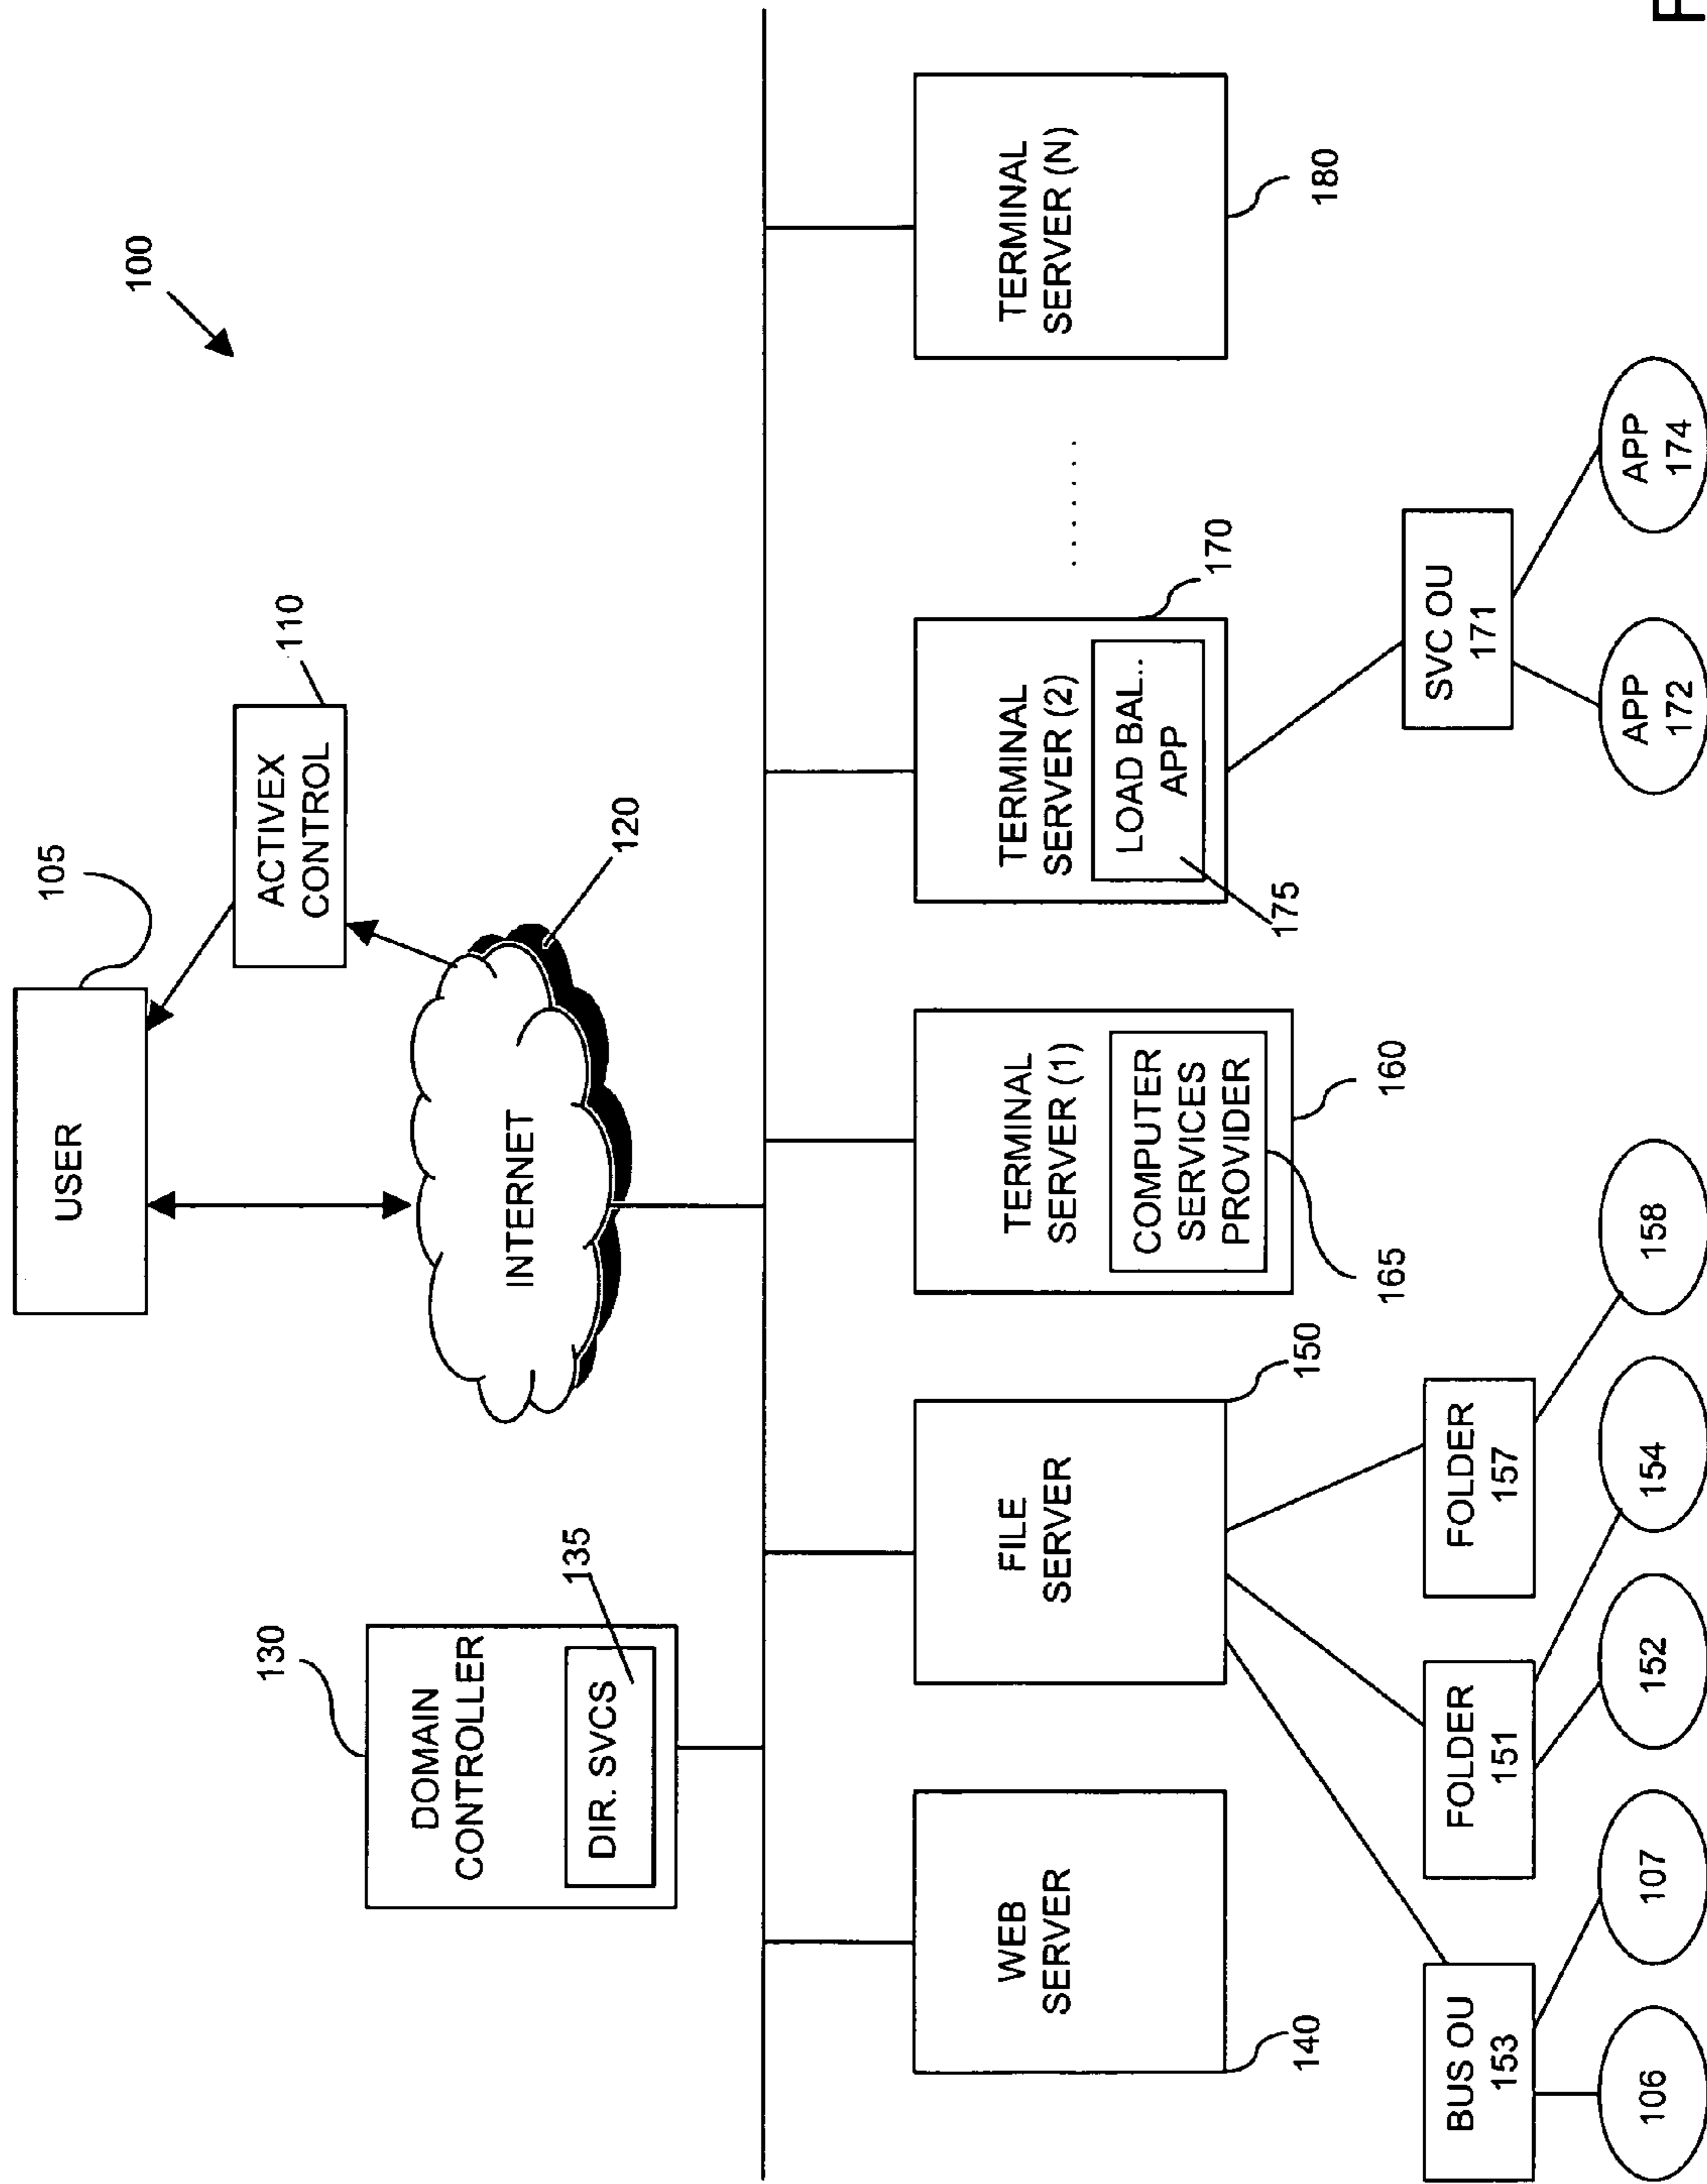 USER
105
100
ACTIVEX
CONTROL
110
130
DOMAIN
CONTROLLER
DIR. SVCS
135
INTERNET
120
WEB
SERVER
140
FILE
SERVER
150
TERMINAL
SERVER (1)
COMPUTER
SERVICES
PROVIDER
160
165
TERMINAL
SERVER (2)
LOAD BAL..
APP
170
175
......
TERMINAL
SERVER (N)
180
BUS OU
153
FOLDER
151
FOLDER
157
SVC OU
171
106
107
152
154
158
APP
172
APP
174